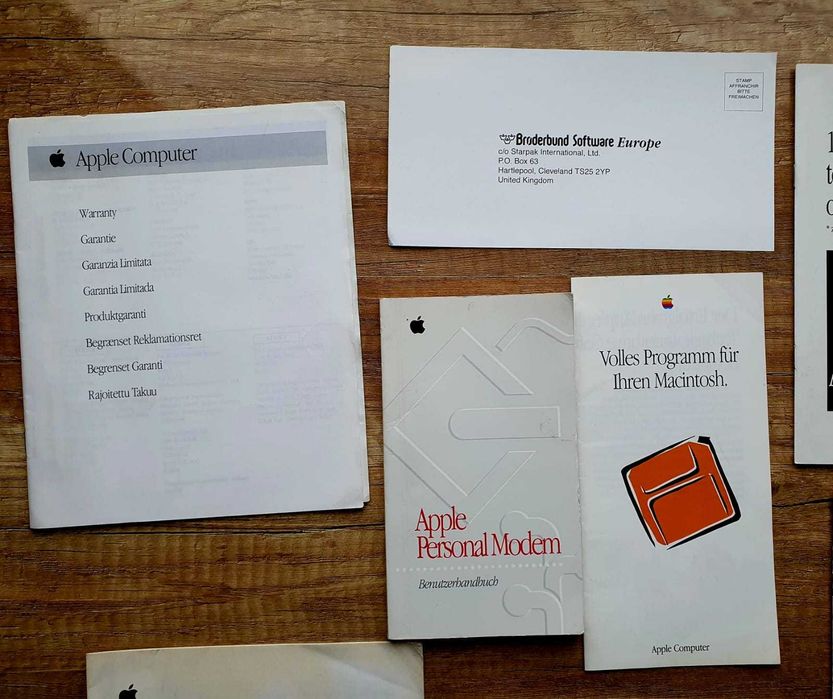 Apple Computer
Warranty
Garantie
Garanzia Limitata
Garantia Limitada
Produktgaranti
Begrænset Reklamationsret
Begrenset Garanti
Rajoitettu Takuu
STAMP
AFFRANCHIR
BITTE
FREIMACHEN
Brøderbund Software Europe
c/o Starpak International, Ltd.
P.O. Box 63
Hartlepool, Cleveland TS25 2YP
United Kingdom
Apple
Personal Modem
Benutzerhandbuch
Volles Programm für
Ihren Macintosh.
Apple Computer